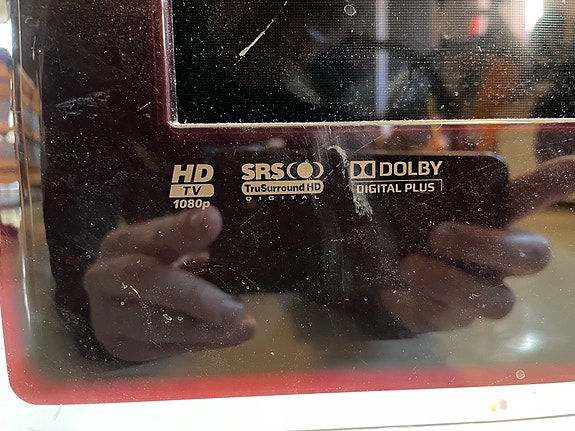 HD
TV
1080p
SRS
TruSurround HD
DIGITAL
DOLBY
DIGITAL PLUS